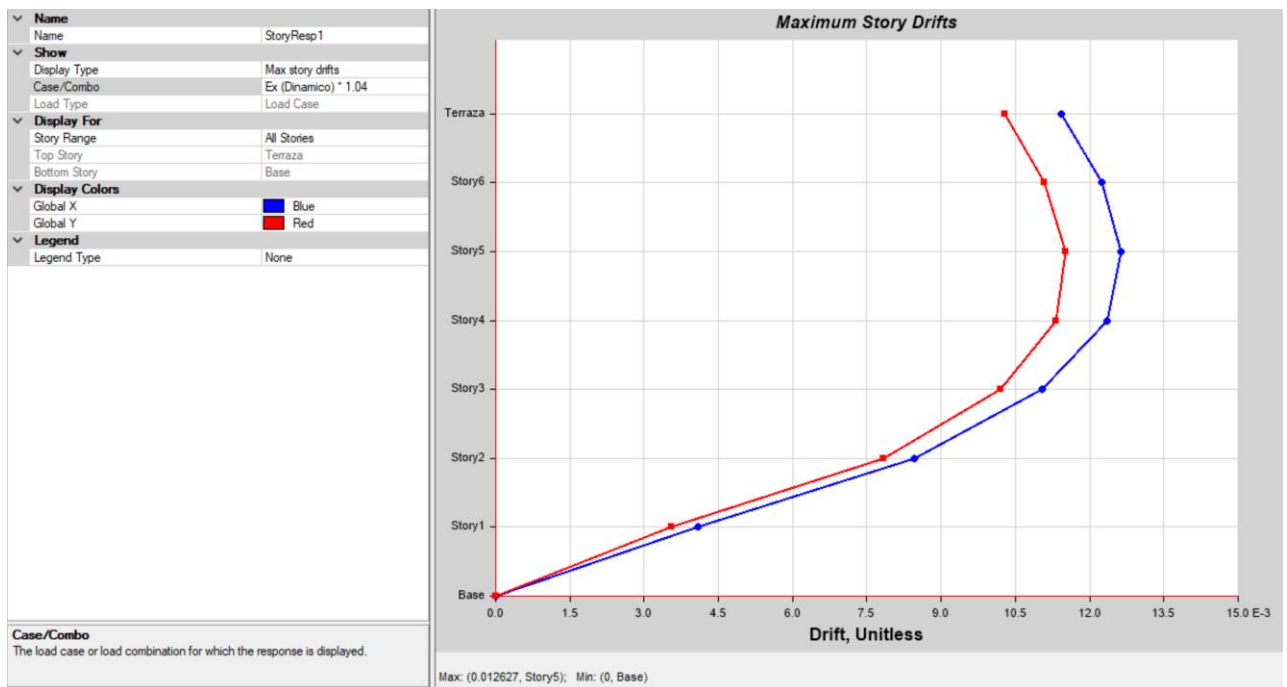 Name
Name StoryResp1
Show
Display Type Max story drifts
Case/Combo Ex (Dinamico) * 1.04
Load Type Load Case
Display For
Story Range All Stories
Top Story Terraza
Bottom Story Base
Display Colors
Global X Blue
Global Y Red
Legend
Legend Type None
Case/Combo
The load case or load combination for which the response is displayed.
Maximum Story Drifts
Terraza
Story6
Story5
Story4
Story3
Story2
Story1
Base
0.0 1.5 3.0 4.5 6.0 7.5 9.0 10.5 12.0 13.5 15.0 E-3
Drift, Unitless
Max: (0.012627, Story5); Min: (0, Base)